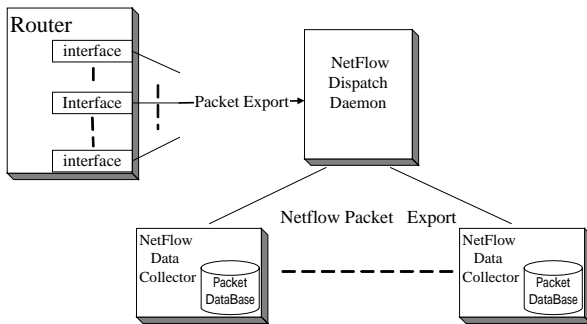 Router
interface
Interface
interface
Packet Export
NetFlow
Dispatch
Daemon
Netflow Packet Export
NetFlow
Data
Collector
Packet
DataBase
NetFlow
Data
Collector
Packet
DataBase